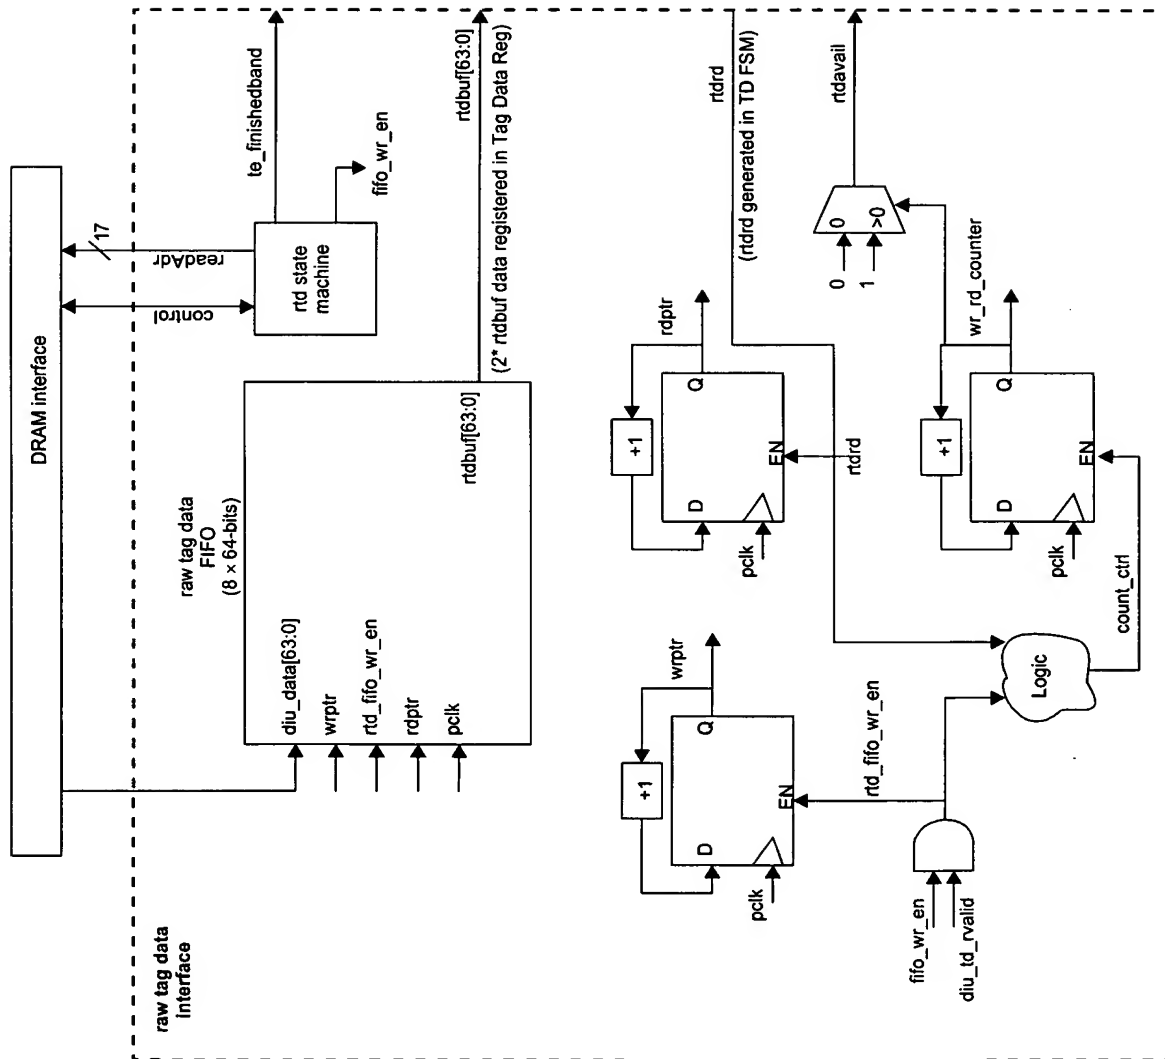 DRAM interface
control
readAdr
17
te_finishedband
rtd state
machine
fifo_wr_en
raw tag data
FIFO
(8 × 64-bits)
diu_data[63:0]
wrptr
rtd_fifo_wr_en
rdptr
pclk
rtdbuf[63:0]
rtdbuf[63:0]
(2* rtdbuf data registered in Tag Data Reg)
raw tag data
Interface
+1
wrptr
D
Q
EN
pclk
+1
rdptr
D
Q
EN
pclk
rtdrd
rtdrd
(rtdrd generated in TD FSM)
fifo_wr_en
diu_td_rvalid
rtd_fifo_wr_en
Logic
count_ctrl
+1
D
Q
EN
pclk
wr_rd_counter
0
1
0
>0
rtdavail